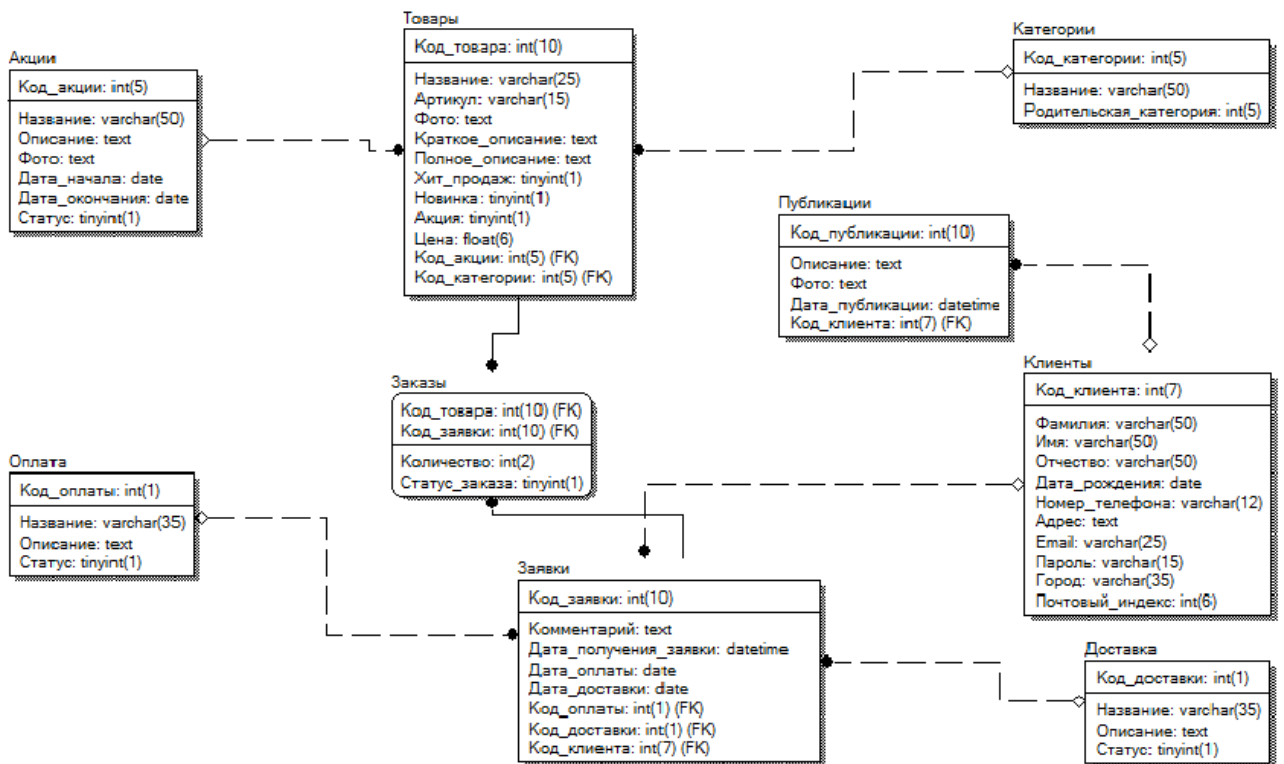 Товары
Код_товара: int(10)
Название: varchar(25)
Артикул: varchar(15)
Фото: text
Краткое_описание: text
Полное_описание: text
Хит_продаж: tinyint(1)
Новинка: tinyint(1)
Акция: tinyint(1)
Цена: float(6)
Код_акции: int(5) (FK)
Код_категории: int(5) (FK)
Категории
Код_категории: int(5)
Название: varchar(50)
Родительская_категория: int(5)
Акции
Код_акции: int(5)
Название: varchar(50)
Описание: text
Фото: text
Дата_начала: date
Дата_окончания: date
Статус: tinyint(1)
Публикации
Код_публикации: int(10)
Описание: text
Фото: text
Дата_публикации: datetime
Код_клиента: int(7) (FK)
Клиенты
Код_клиента: int(7)
Фамилия: varchar(50)
Имя: varchar(50)
Отчество: varchar(50)
Дата_рождения: date
Номер_телефона: varchar(12)
Адрес: text
Email: varchar(25)
Пароль: varchar(15)
Город: varchar(35)
Почтовый_индекс: int(6)
Заказы
Код_товара: int(10) (FK)
Код_заявки: int(10) (FK)
Количество: int(2)
Статус_заказа: tinyint(1)
Оплата
Код_оплаты: int(1)
Название: varchar(35)
Описание: text
Статус: tinyint(1)
Заявки
Код_заявки: int(10)
Комментарий: text
Дата_получения_заявки: datetime
Дата_оплаты: date
Дата_доставки: date
Код_оплаты: int(1) (FK)
Код_доставки: int(1) (FK)
Код_клиента: int(7) (FK)
Доставка
Код_доставки: int(1)
Название: varchar(35)
Описание: text
Статус: tinyint(1)